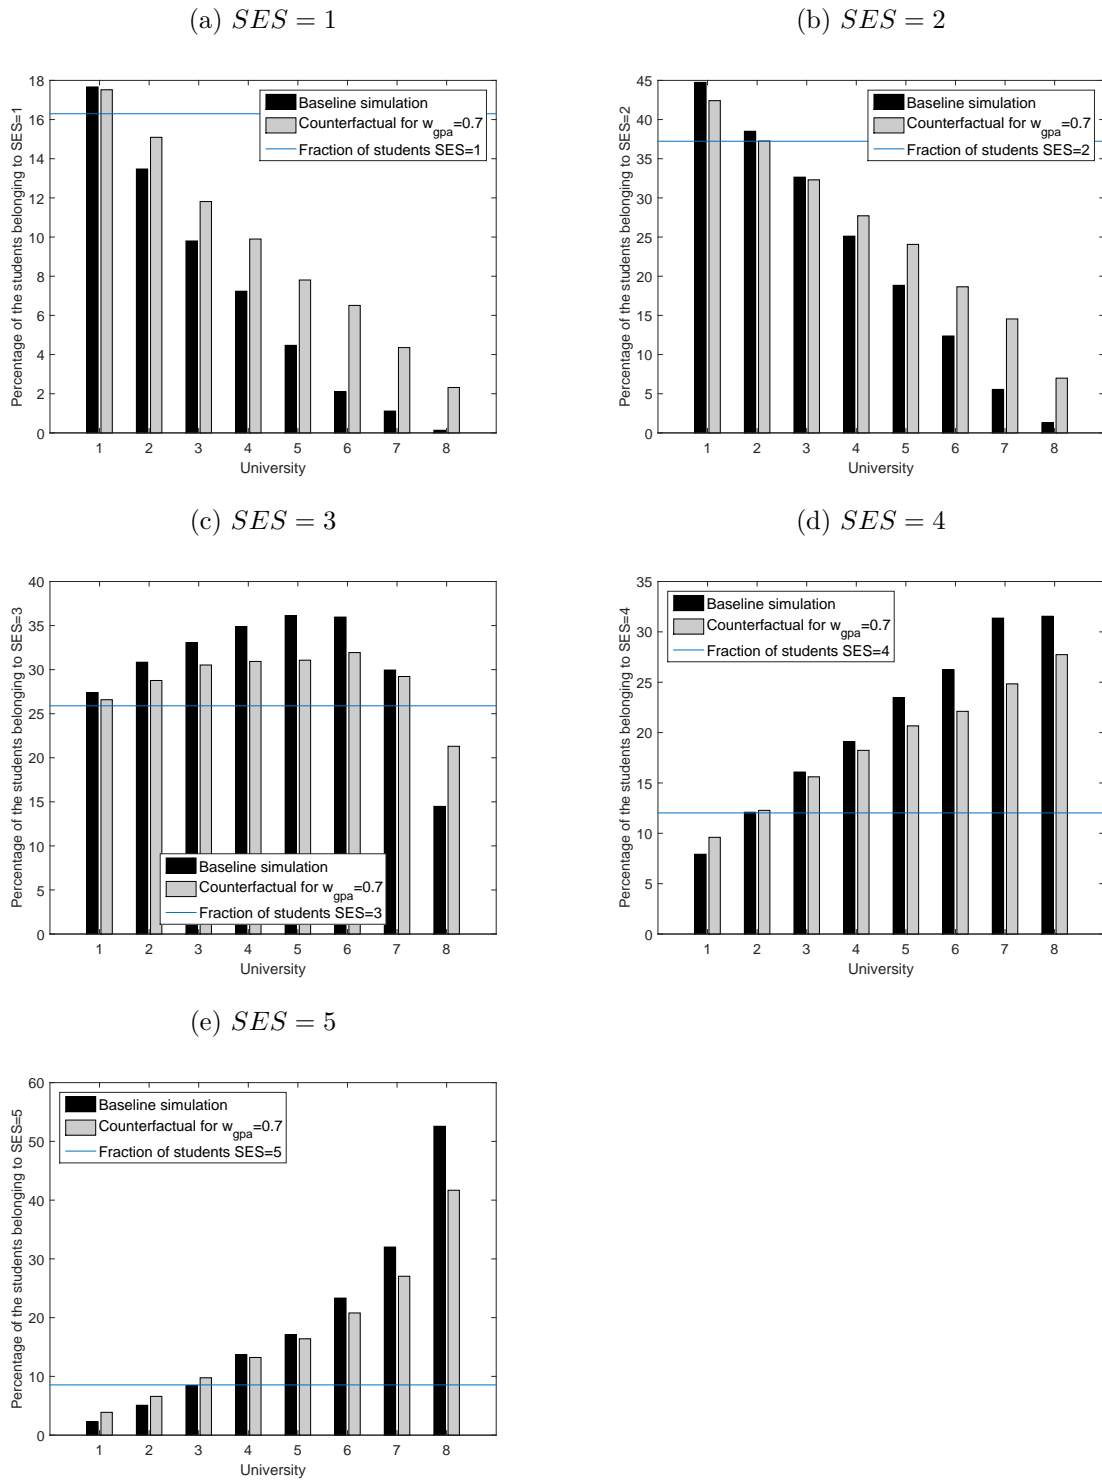 (a) SES = 1
Percentage of the students belonging to SES=1
18
16
14
12
10
8
6
4
2
0
Baseline simulation
Counterfactual for w_gpa=0.7
Fraction of students SES=1
1 2 3 4 5 6 7 8
University
(b) SES = 2
Percentage of the students belonging to SES=2
45
40
35
30
25
20
15
10
5
0
Baseline simulation
Counterfactual for w_gpa=0.7
Fraction of students SES=2
1 2 3 4 5 6 7 8
University
(c) SES = 3
Percentage of the students belonging to SES=3
40
35
30
25
20
15
10
5
0
Baseline simulation
Counterfactual for w_gpa=0.7
Fraction of students SES=3
1 2 3 4 5 6 7 8
University
(d) SES = 4
Percentage of the students belonging to SES=4
35
30
25
20
15
10
5
0
Baseline simulation
Counterfactual for w_gpa=0.7
Fraction of students SES=4
1 2 3 4 5 6 7 8
University
(e) SES = 5
Percentage of the students belonging to SES=5
60
50
40
30
20
10
0
Baseline simulation
Counterfactual for w_gpa=0.7
Fraction of students SES=5
1 2 3 4 5 6 7 8
University